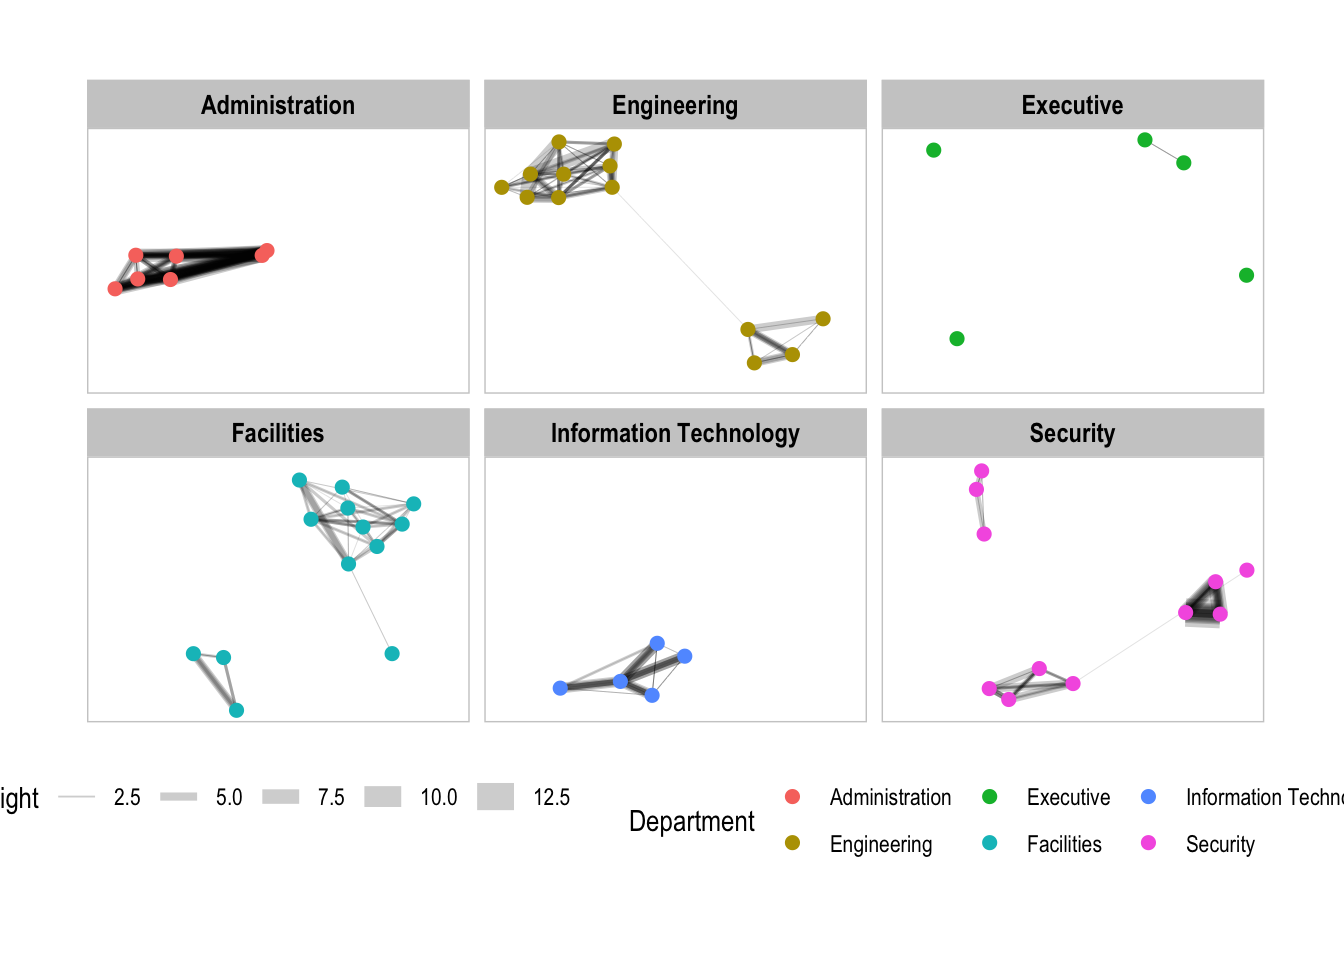 Administration
Engineering
Executive
Facilities
Information Technology
Security
ight 2.5 5.0 7.5 10.0 12.5
Department
Administration Executive Information Techno
Engineering Facilities Security